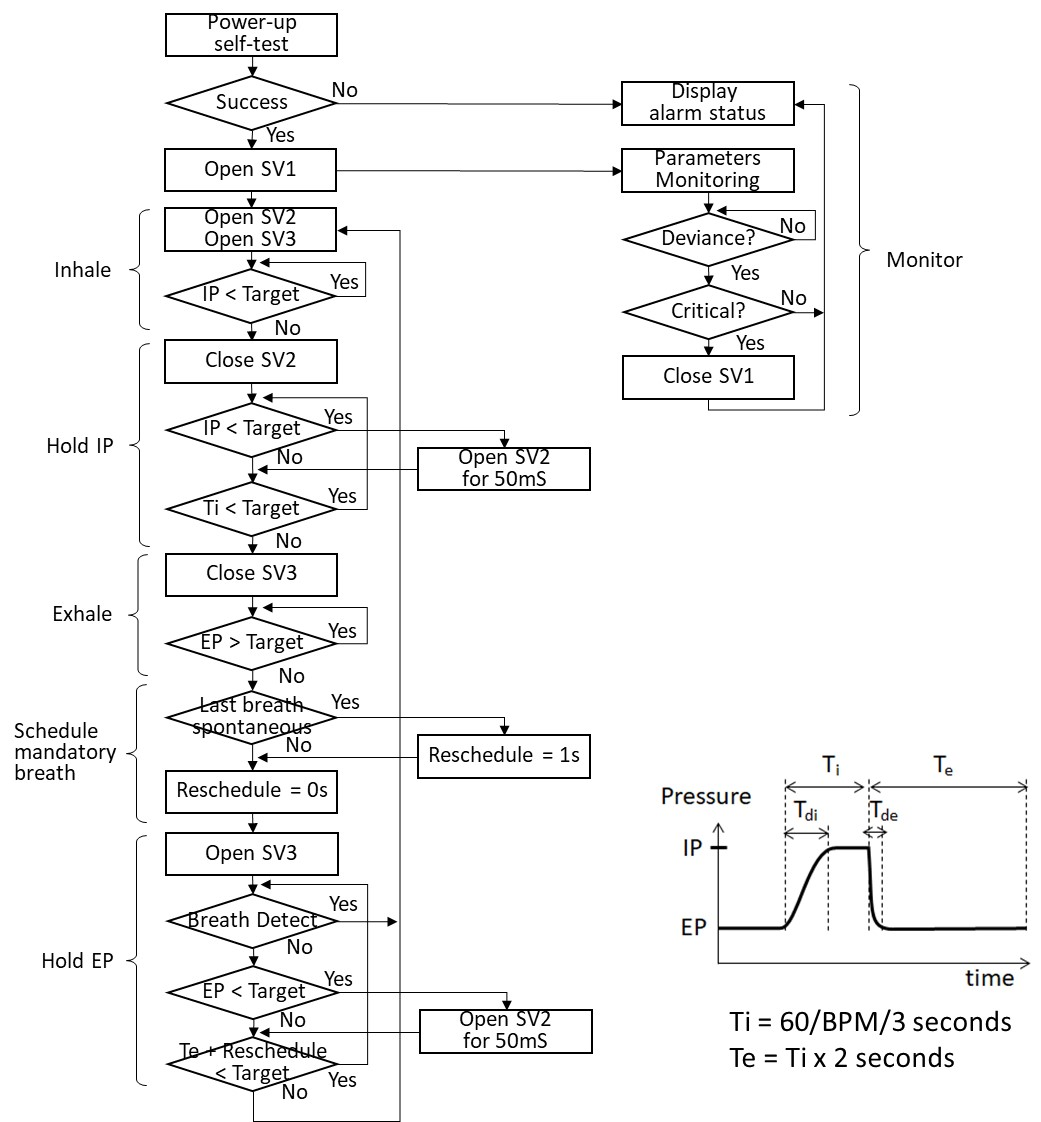 Power-up
self-test
Success
No
Yes
Display
alarm status
Open SV1
Parameters
Monitoring
Open SV2
Open SV3
Deviance?
No
Yes
Inhale
IP < Target
Yes
No
Critical?
No
Yes
Monitor
Close SV2
Close SV1
Hold IP
IP < Target
Yes
No
Open SV2
for 50mS
Ti < Target
Yes
No
Close SV3
Exhale
EP > Target
Yes
No
Schedule
mandatory
breath
Last breath
spontaneous
Yes
No
Reschedule = 1s
Reschedule = 0s
Open SV3
Hold EP
Breath Detect
Yes
No
EP < Target
Yes
No
Open SV2
for 50mS
Te + Reschedule
< Target
Yes
No
Ti
Te
Pressure
Tdi
Tde
IP
EP
time
Ti = 60/BPM/3 seconds
Te = Ti x 2 seconds